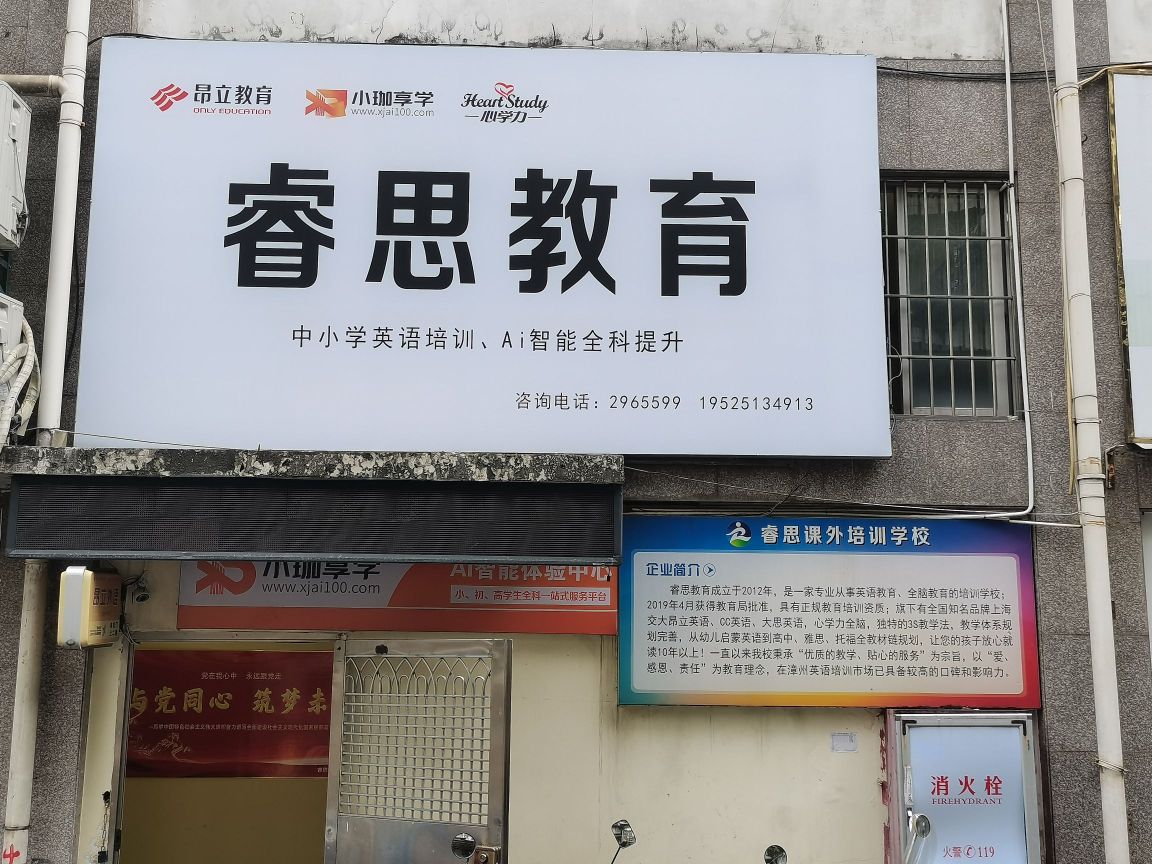 昂立教育
ONLY EDUCATION
小珈享学
www.xjai100.com
Heart Study
心学力
睿思教育
中小学英语培训、Ai智能全科提升
咨询电话：2965599 19525134913
睿思课外培训学校
企业简介
睿思教育成立于2012年，是一家专业从事英语教育、全脑教育的培训学校；
2019年4月获得教育局批准，具有正规教育培训资质；旗下有全国知名品牌上海
交大昂立英语、CC英语、大思英语，心学力全脑，独特的3S教学法，教学体系规
划完善，从幼儿启蒙英语到高中、雅思、托福全教材链规划，让您的孩子放心就
读10年以上！一直以来我校秉承“优质的教学、贴心的服务”为宗旨，以“爱、
感恩、责任”为教育理念，在漳州英语培训市场已具备较高的口碑和影响力。
小珈享学
www.xjai100.com
AI智能体验中心
小、初、高学生全科一站式服务平台
昂立外语
党在我心中 永远跟党走
与党同心 筑梦未
消火栓
FIREHYDRANT
火警 119